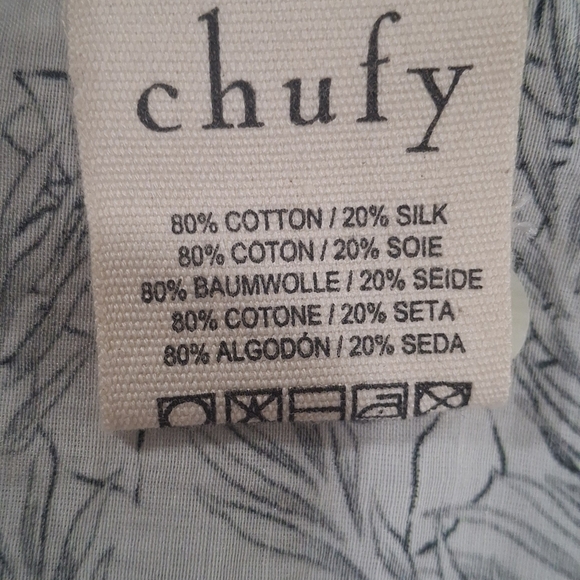 chufy
80% COTTON / 20% SILK
80% COTON / 20% SOIE
80% BAUMWOLLE / 20% SEIDE
80% COTONE / 20% SETA
80% ALGODÓN / 20% SEDA